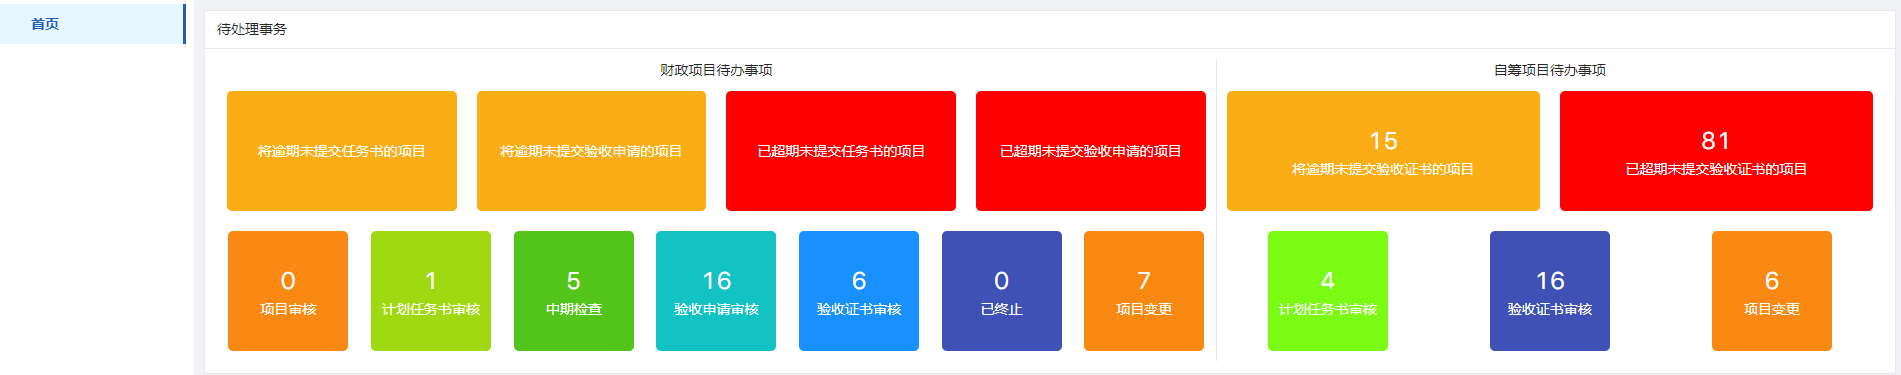 首页
待处理事务
财政项目待办事项
将逾期未提交任务书的项目
将逾期未提交验收申请的项目
已超期未提交任务书的项目
已超期未提交验收申请的项目
0
项目审核
1
计划任务书审核
5
中期检查
16
验收申请审核
6
验收证书审核
0
已终止
7
项目变更
自筹项目待办事项
15
将逾期未提交验收证书的项目
81
已超期未提交验收证书的项目
4
计划任务书审核
16
验收证书审核
6
项目变更